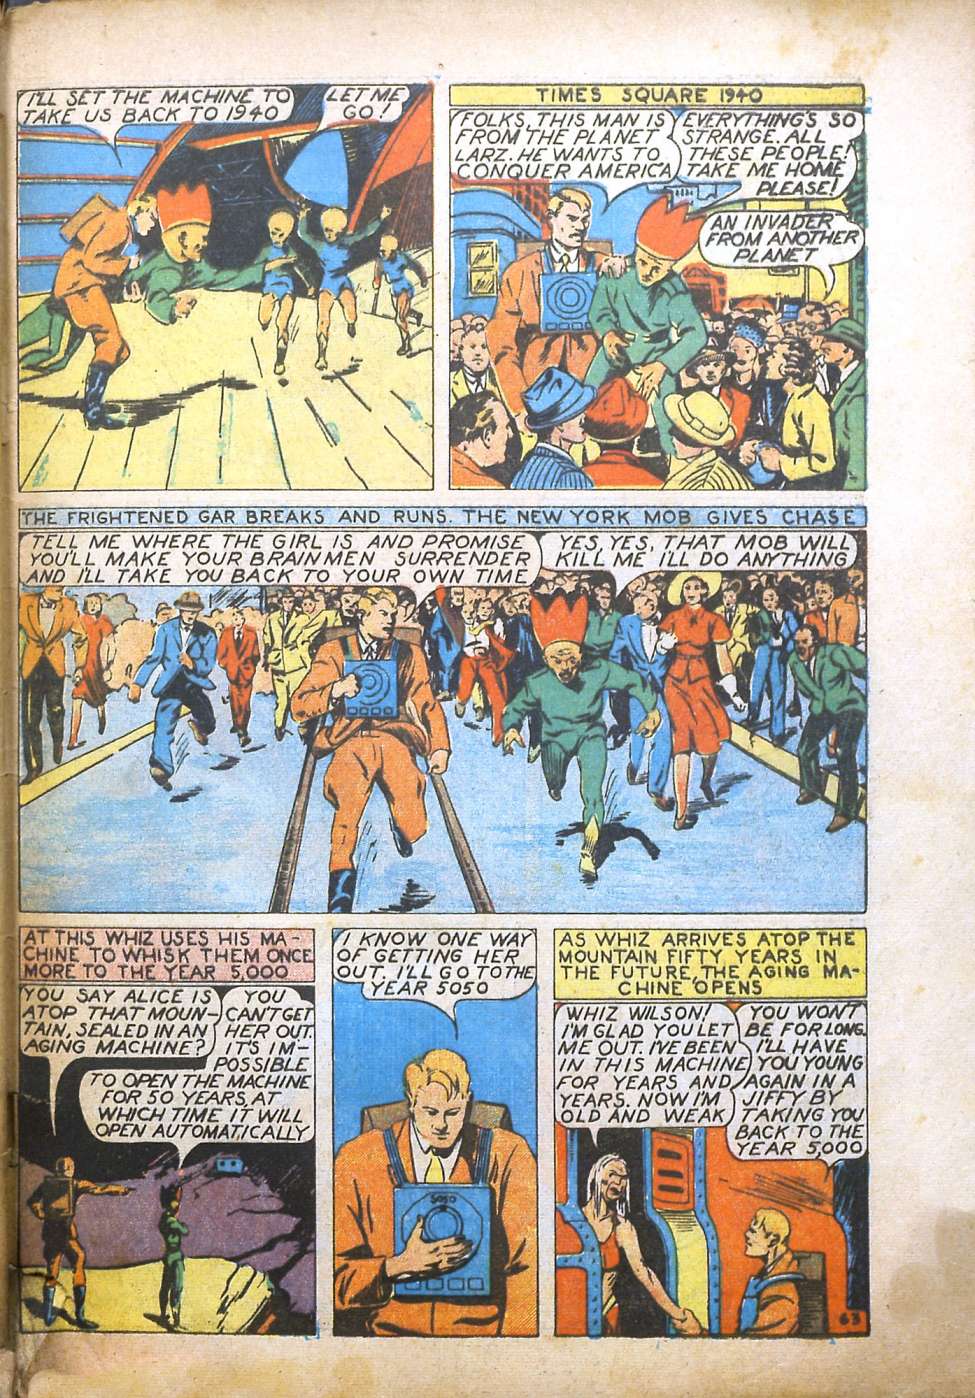 I'LL SET THE MACHINE TO
TAKE US BACK TO 1940
LET ME
GO!
TIMES SQUARE 1940
FOLKS, THIS MAN IS
FROM THE PLANET
LARZ. HE WANTS TO
CONQUER AMERICA
EVERYTHING'S SO
STRANGE. ALL
THESE PEOPLE!
TAKE ME HOME
PLEASE!
AN INVADER
FROM ANOTHER
PLANET
THE FRIGHTENED GAR BREAKS AND RUNS. THE NEW YORK MOB GIVES CHASE
TELL ME WHERE THE GIRL IS AND PROMISE
YOU'LL MAKE YOUR BRAINMEN SURRENDER
AND I'LL TAKE YOU BACK TO YOUR OWN TIME
YES, YES, THAT MOB WILL
KILL ME I'LL DO ANYTHING
AT THIS WHIZ USES HIS MA-
CHINE TO WHISK THEM ONCE
MORE TO THE YEAR 5,000
YOU SAY ALICE IS
ATOP THAT MOUN-
TAIN, SEALED IN AN
AGING MACHINE?
YOU
CAN'T GET
HER OUT.
IT'S IM-
POSSIBLE
TO OPEN THE MACHINE
FOR 50 YEARS, AT
WHICH TIME IT WILL
OPEN AUTOMATICALLY
I KNOW ONE WAY
OF GETTING HER
OUT. I'LL GO TO THE
YEAR 5050
5050
AS WHIZ ARRIVES ATOP THE
MOUNTAIN FIFTY YEARS IN
THE FUTURE, THE AGING MA-
CHINE OPENS
WHIZ WILSON!
I'M GLAD YOU LET
ME OUT. I'VE BEEN
IN THIS MACHINE
FOR YEARS AND
YEARS. NOW I'M
OLD AND WEAK
YOU WON'T
BE FOR LONG.
I'LL HAVE
YOU YOUNG
AGAIN IN A
JIFFY BY
TAKING YOU
BACK TO THE
YEAR 5,000
63